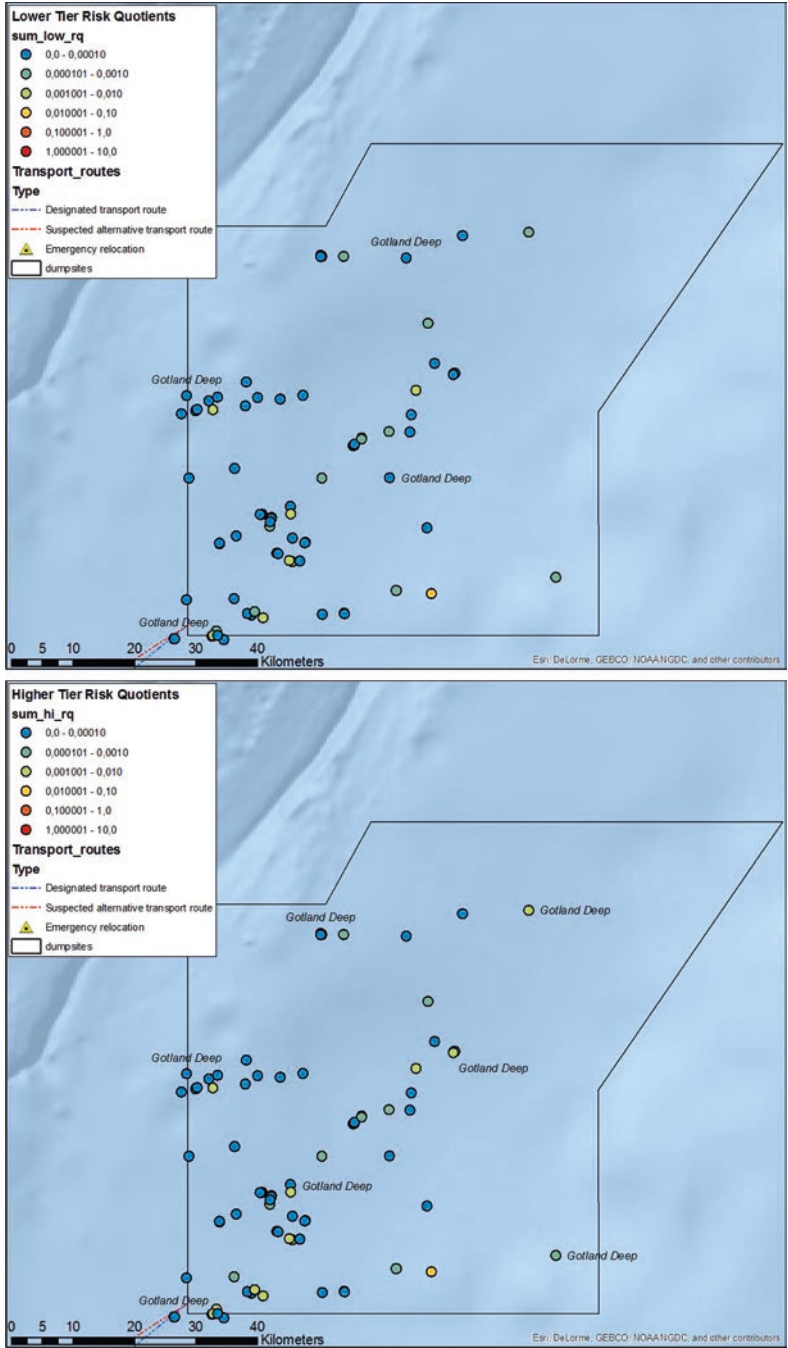 Lower Tier Risk Quotients
sum_low_rq
0,0 - 0,00010
0,000101 - 0,0010
0,001001 - 0,010
0,010001 - 0,10
0,100001 - 1,0
1,000001 - 10,0
Transport_routes
Type
Designated transport route
Suspected alternative transport route
Emergency relocation
dumpsites
Gotland Deep
Gotland Deep
Gotland Deep
Gotland Deep
0 5 10 20 30 40
Kilometers
Esri, DeLorme, GEBCO, NOAA NGDC, and other contributors
Higher Tier Risk Quotients
sum_hi_rq
0,0 - 0,00010
0,000101 - 0,0010
0,001001 - 0,010
0,010001 - 0,10
0,100001 - 1,0
1,000001 - 10,0
Transport_routes
Type
Designated transport route
Suspected alternative transport route
Emergency relocation
dumpsites
Gotland Deep
Gotland Deep
Gotland Deep
Gotland Deep
Gotland Deep
Gotland Deep
Gotland Deep
0 5 10 20 30 40
Kilometers
Esri, DeLorme, GEBCO, NOAA NGDC, and other contributors